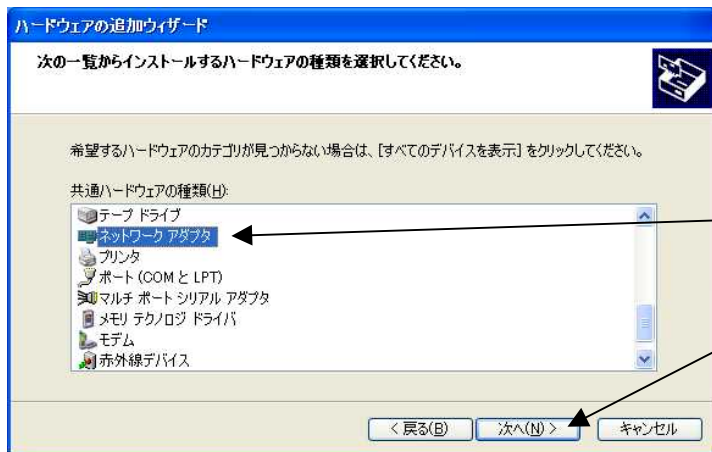 ハードウェアの追加ウィザード
次の一覧からインストールするハードウェアの種類を選択してください。
希望するハードウェアのカテゴリが見つからない場合は、[すべてのデバイスを表示] をクリックしてください。
共通ハードウェアの種類(H):
テープ ドライブ
ネットワーク アダプタ
プリンタ
ポート (COM と LPT)
マルチ ポート シリアル アダプタ
メモリ テクノロジ ドライバ
モデム
赤外線デバイス
< 戻る(B) 次へ(N) > キャンセル